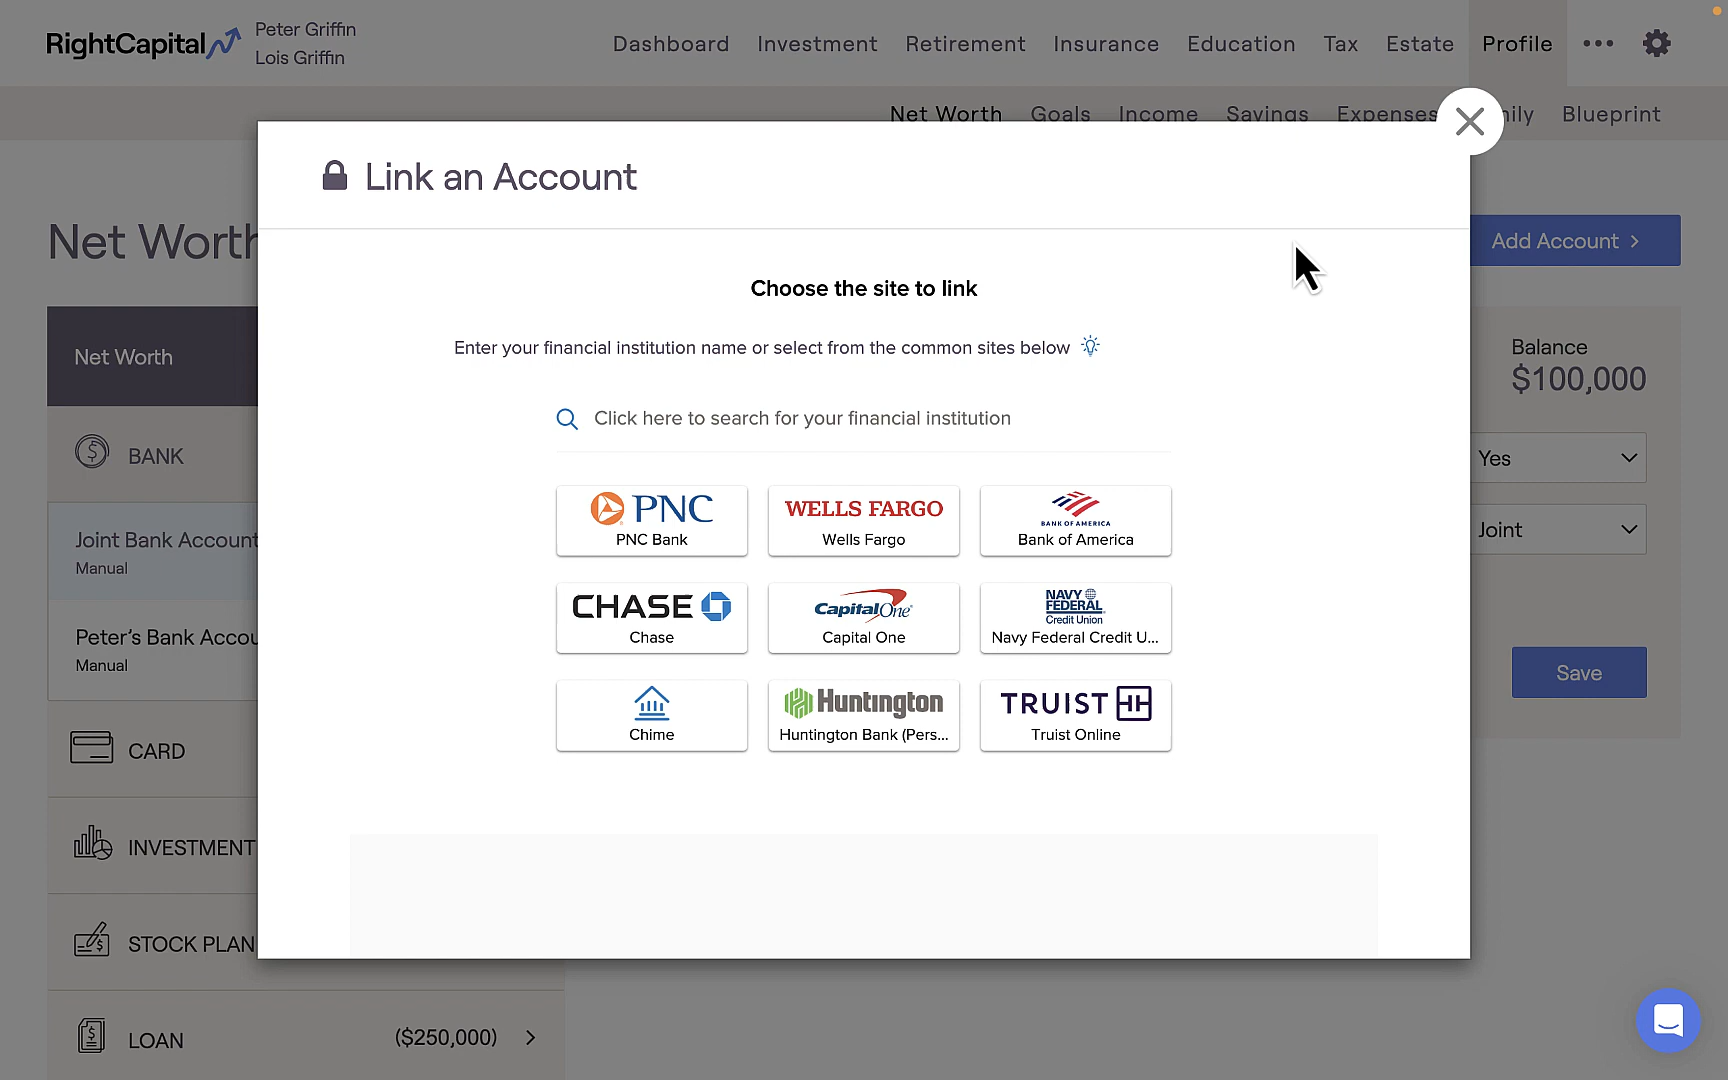 RightCapital
Peter Griffin
Lois Griffin
Dashboard Investment Retirement Insurance Education Tax Estate Profile
Net Worth Goals Income Savings Expenses Blueprint
Link an Account
Net Worth
Add Account
Choose the site to link
Enter your financial institution name or select from the common sites below
Click here to search for your financial institution
PNC
PNC Bank
WELLS FARGO
Wells Fargo
BANK OF AMERICA
Bank of America
CHASE
Chase
Capital One
Capital One
NAVY
FEDERAL
Credit Union
Navy Federal Credit U...
Chime
Huntington
Huntington Bank (Pers...
TRUIST
Truist Online
Net Worth
BANK
Joint Bank Account
Manual
Peter's Bank Accou
Manual
CARD
INVESTMENT
STOCK PLAN
LOAN ($250,000)
Balance
$100,000
Yes
Joint
Save